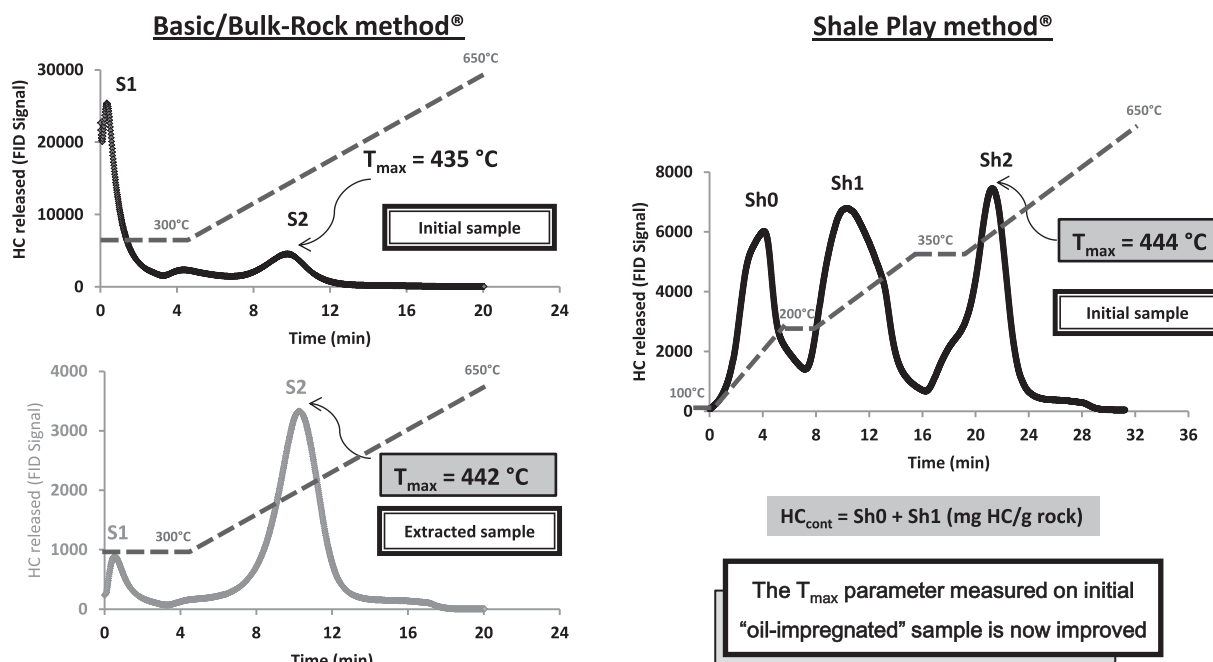 Basic/Bulk-Rock method®
HC released (FID Signal)
30000
20000
10000
0
S1
300°C
650°C
Tmax = 435 °C
S2
Initial sample
0 4 8 12 16 20 24
Time (min)
HC released (FID Signal)
4000
3000
2000
1000
0
S1
300°C
S2
650°C
Tmax = 442 °C
Extracted sample
0 4 8 12 16 20 24
Time (min)
Shale Play method®
HC released (FID Signal)
8000
6000
4000
2000
0
100°C
Sh0
200°C
Sh1
350°C
Sh2
650°C
Tmax = 444 °C
Initial sample
0 4 8 12 16 20 24 28 32 36
Time (min)
HCcont = Sh0 + Sh1 (mg HC/g rock)
The Tmax parameter measured on initial
“oil-impregnated” sample is now improved